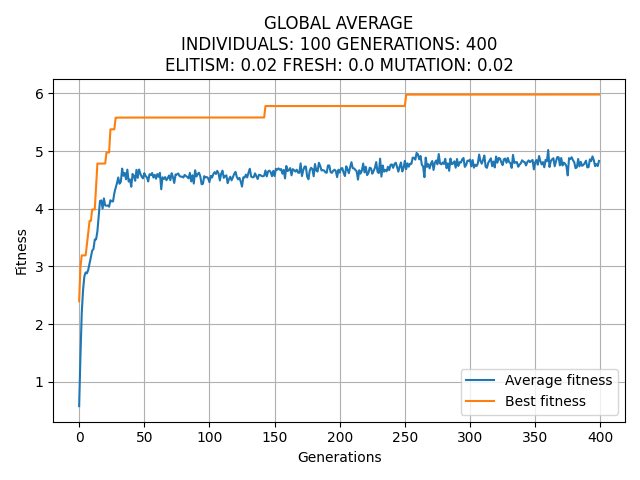 GLOBAL AVERAGE
INDIVIDUALS: 100 GENERATIONS: 400
ELITISM: 0.02 FRESH: 0.0 MUTATION: 0.02
6
5
4
3
2
1
Fitness
0
50
100
150
200
250
300
350
400
Generations
Average fitness
Best fitness